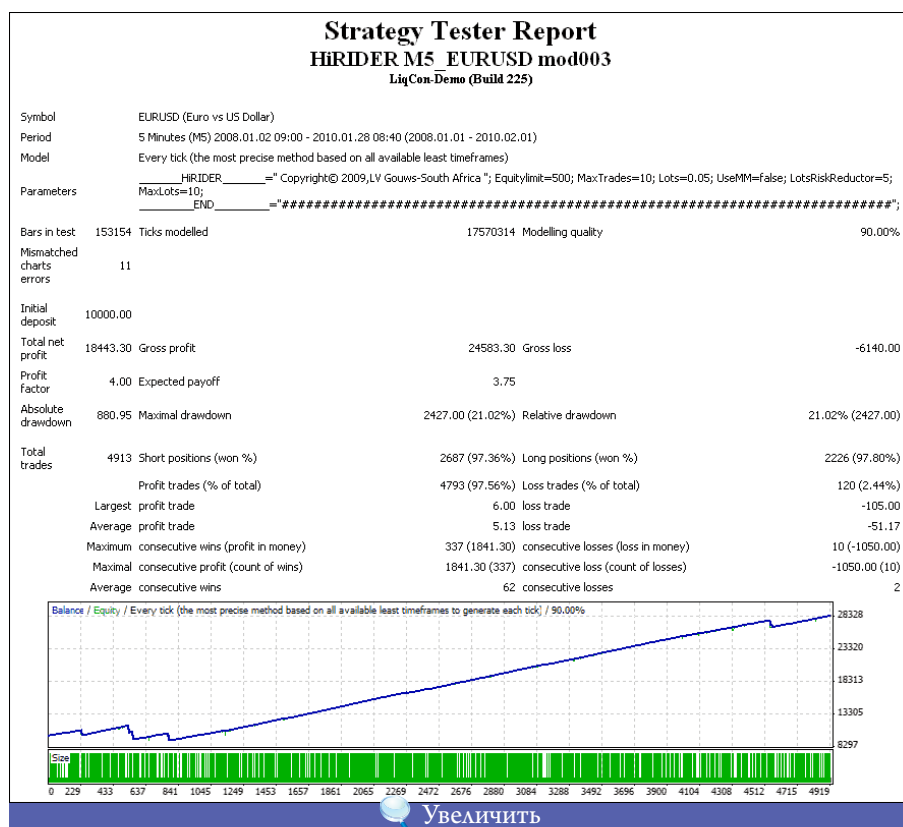 Strategy Tester Report
HiRIDER M5_EURUSD mod003
LiqCon-Demo (Build 225)
Symbol EURUSD (Euro vs US Dollar)
Period 5 Minutes (M5) 2008.01.02 09:00 - 2010.01.28 08:40 (2008.01.01 - 2010.02.01)
Model Every tick (the most precise method based on all available least timeframes)
Parameters _______HiRIDER_______=" Copyright© 2009,LV Gouws-South Africa "; Equitylimit=500; MaxTrades=10; Lots=0.05; UseMM=false; LotsRiskReductor=5;
MaxLots=10;
_________END_________="############################################################################";
Bars in test 153154 Ticks modelled 17570314 Modelling quality 90.00%
Mismatched
charts
errors 11
Initial
deposit 10000.00
Total net
profit 18443.30 Gross profit 24583.30 Gross loss -6140.00
Profit
factor 4.00 Expected payoff 3.75
Absolute
drawdown 880.95 Maximal drawdown 2427.00 (21.02%) Relative drawdown 21.02% (2427.00)
Total
trades 4913 Short positions (won %) 2687 (97.36%) Long positions (won %) 2226 (97.80%)
Profit trades (% of total) 4793 (97.56%) Loss trades (% of total) 120 (2.44%)
Largest profit trade 6.00 loss trade -105.00
Average profit trade 5.13 loss trade -51.17
Maximum consecutive wins (profit in money) 337 (1841.30) consecutive losses (loss in money) 10 (-1050.00)
Maximal consecutive profit (count of wins) 1841.30 (337) consecutive loss (count of losses) -1050.00 (10)
Average consecutive wins 62 consecutive losses 2
Balance / Equity / Every tick (the most precise method based on all available least timeframes to generate each tick) / 90.00%
28328
23320
18313
13305
8297
Size
0 229 433 637 841 1045 1249 1453 1657 1861 2065 2269 2472 2676 2880 3084 3288 3492 3696 3900 4104 4308 4512 4715 4919
Увеличить